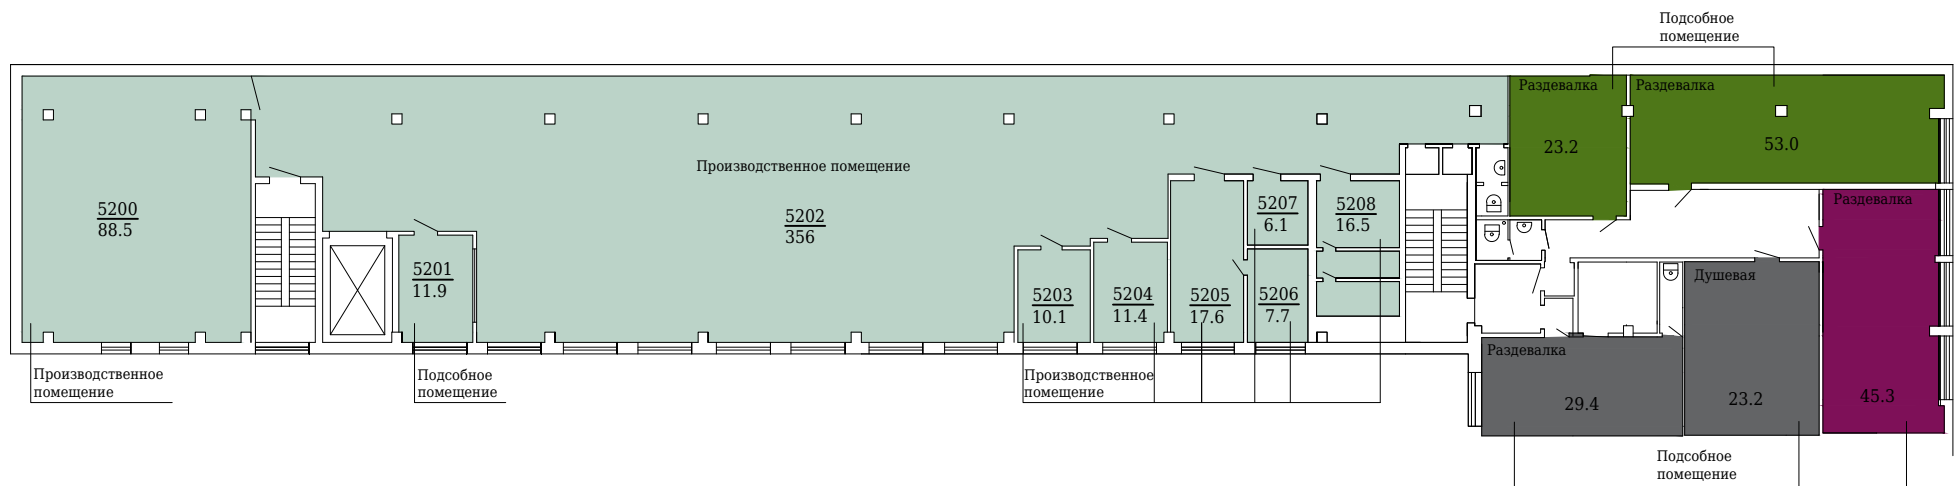 Подсобное
помещение
Раздевалка
Раздевалка
23.2
53.0
Производственное помещение
Раздевалка
5200
88.5
5202
356
5207
6.1
5208
16.5
5201
11.9
Душевая
5203
10.1
5204
11.4
5205
17.6
5206
7.7
Раздевалка
Производственное
помещение
Подсобное
помещение
Производственное
помещение
29.4
23.2
45.3
Подсобное
помещение